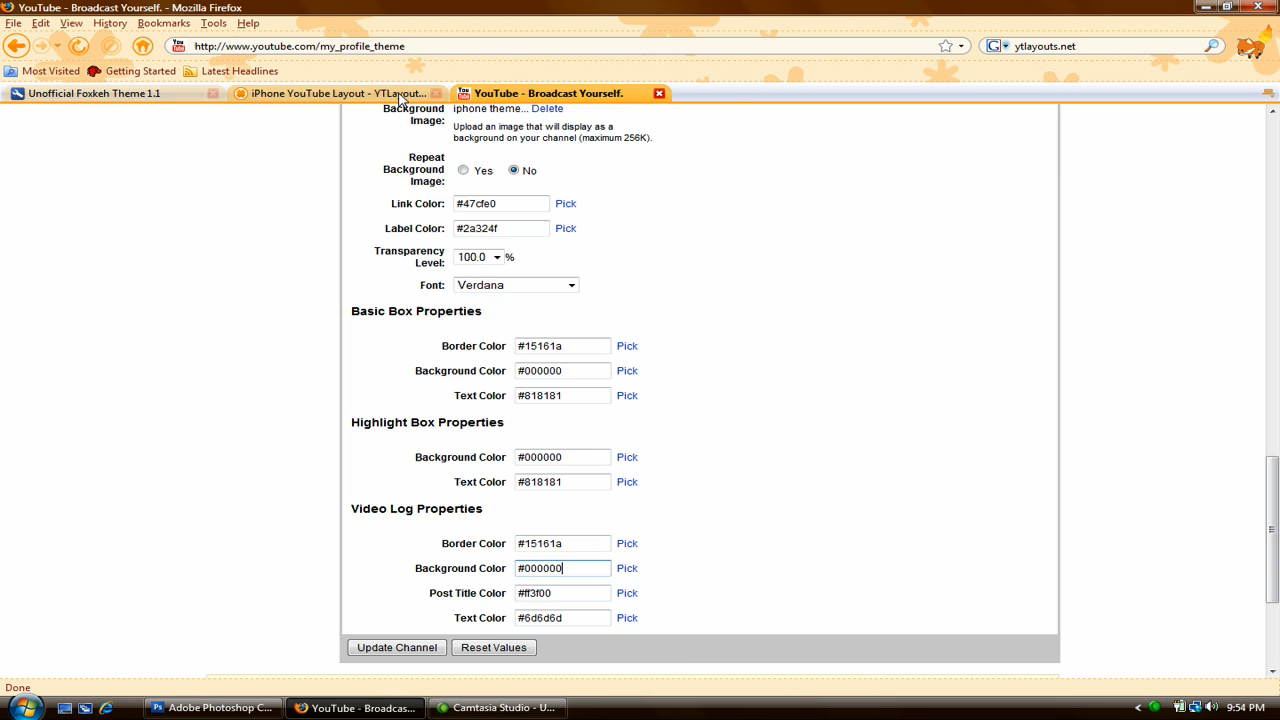 YouTube - Broadcast Yourself. - Mozilla Firefox
File Edit View History Bookmarks Tools Help
http://www.youtube.com/my_profile_theme
ytlayouts.net
Most Visited Getting Started Latest Headlines
Unofficial Foxkeh Theme 1.1
iPhone YouTube Layout - YTLayout...
YouTube - Broadcast Yourself.
Background Image: iphone theme... Delete
Upload an image that will display as a
background on your channel (maximum 256K).
Repeat
Background
Image:
Yes No
Link Color: #47cfe0 Pick
Label Color: #2a324f Pick
Transparency
Level:
100.0 %
Font: Verdana
Basic Box Properties
Border Color #15161a Pick
Background Color #000000 Pick
Text Color #818181 Pick
Highlight Box Properties
Background Color #000000 Pick
Text Color #818181 Pick
Video Log Properties
Border Color #15161a Pick
Background Color #000000 Pick
Post Title Color #ff3f00 Pick
Text Color #6d6d6d Pick
Update Channel Reset Values
Done
Adobe Photoshop C... YouTube - Broadcas... Camtasia Studio - U... 9:54 PM